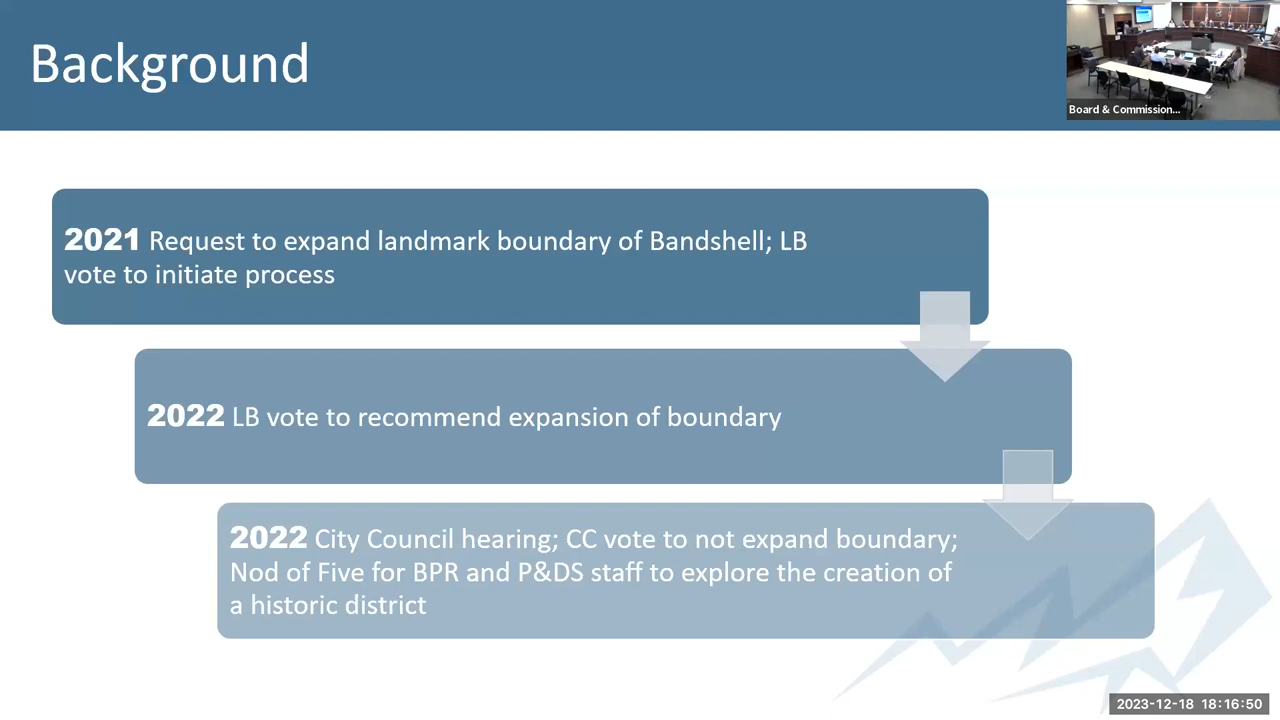 Background
Board & Commission...
2021 Request to expand landmark boundary of Bandshell; LB
vote to initiate process
2022 LB vote to recommend expansion of boundary
2022 City Council hearing; CC vote to not expand boundary;
Nod of Five for BPR and P&DS staff to explore the creation of
a historic district
2023-12-18 18:16:50